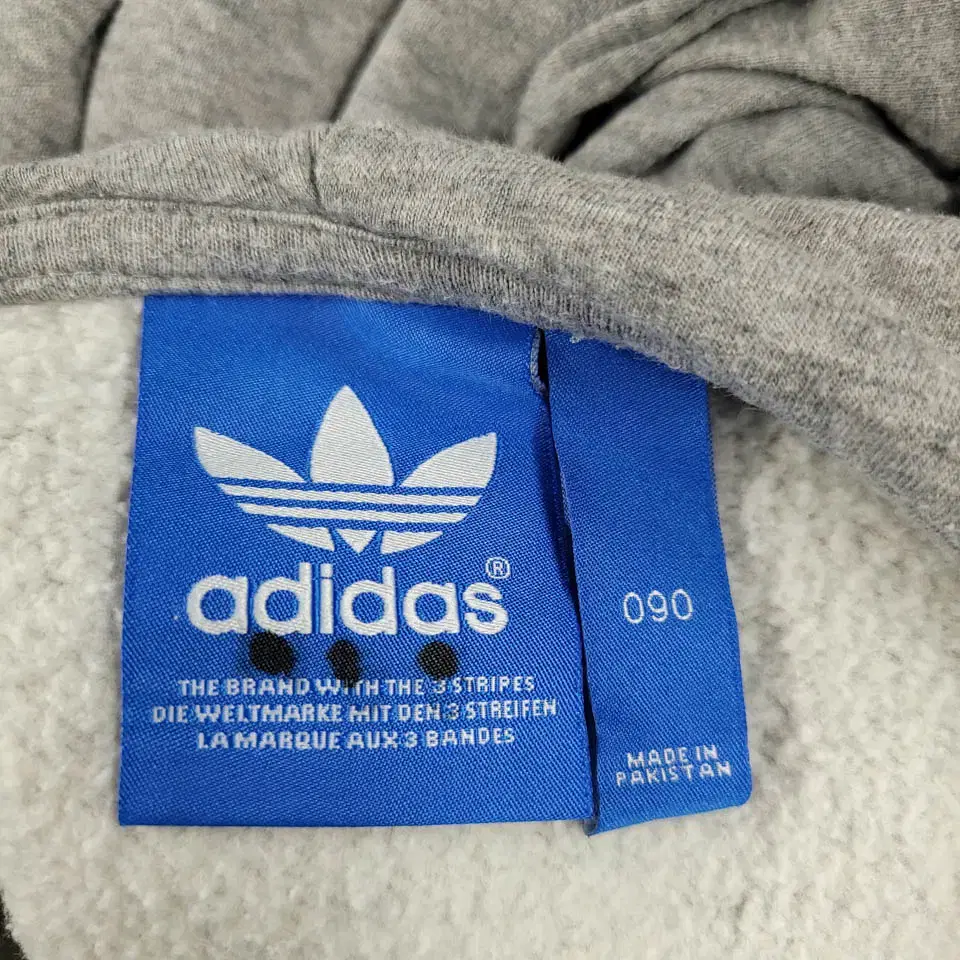 adidas®
THE BRAND WITH THE 3 STRIPES
DIE WELTMARKE MIT DEN 3 STREIFEN
LA MARQUE AUX 3 BANDES
090
MADE IN
PAKISTAN